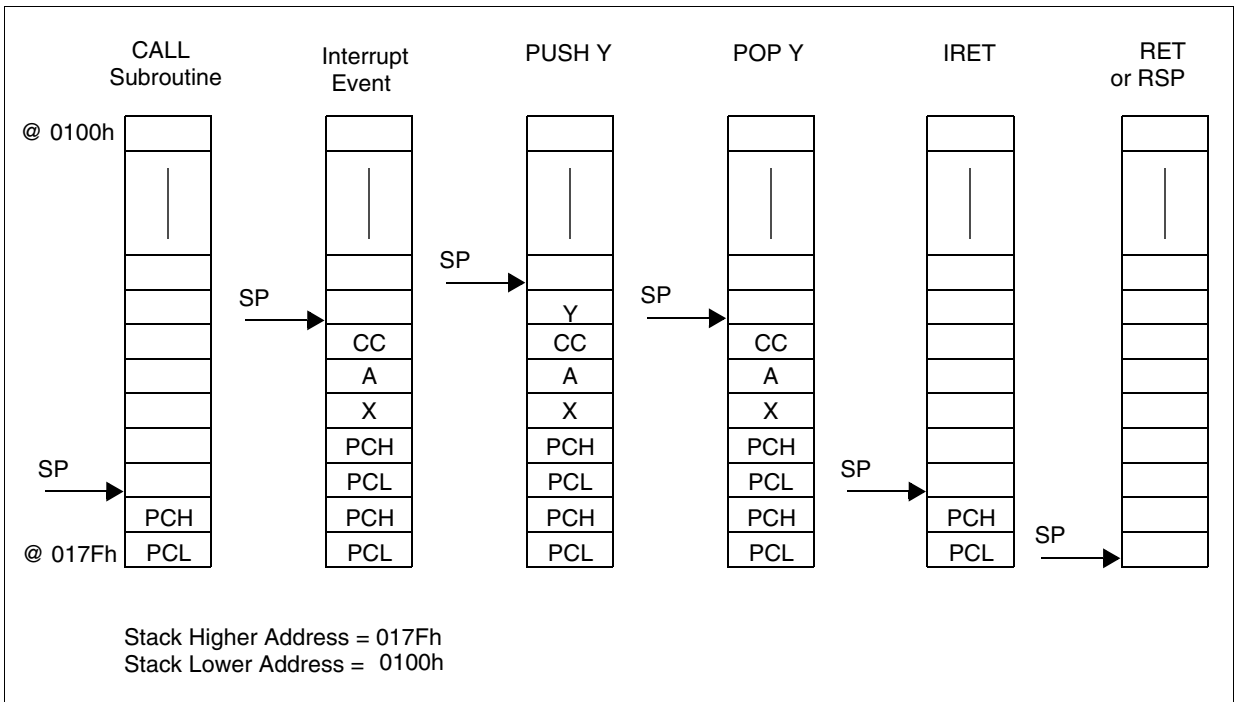 CALL
Subroutine
Interrupt
Event
PUSH Y
POP Y
IRET
RET
or RSP
@ 0100h
SP
SP
SP
Y
CC
CC
CC
A
A
A
X
X
X
PCH
PCH
PCH
SP
SP
PCL
PCL
PCL
PCH
PCH
PCH
PCH
PCH
SP
@ 017Fh
PCL
PCL
PCL
PCL
PCL
Stack Higher Address = 017Fh
Stack Lower Address = 0100h